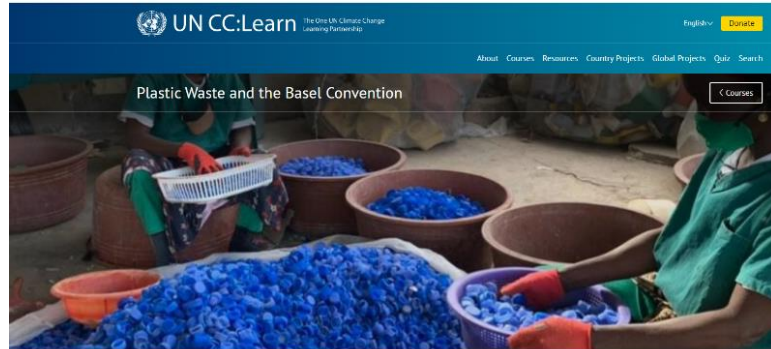 UN CC:Learn
The One UN Climate Change
Learning Partnership
English
Donate
About Courses Resources Country Projects Global Projects Quiz Search
Plastic Waste and the Basel Convention
< Courses